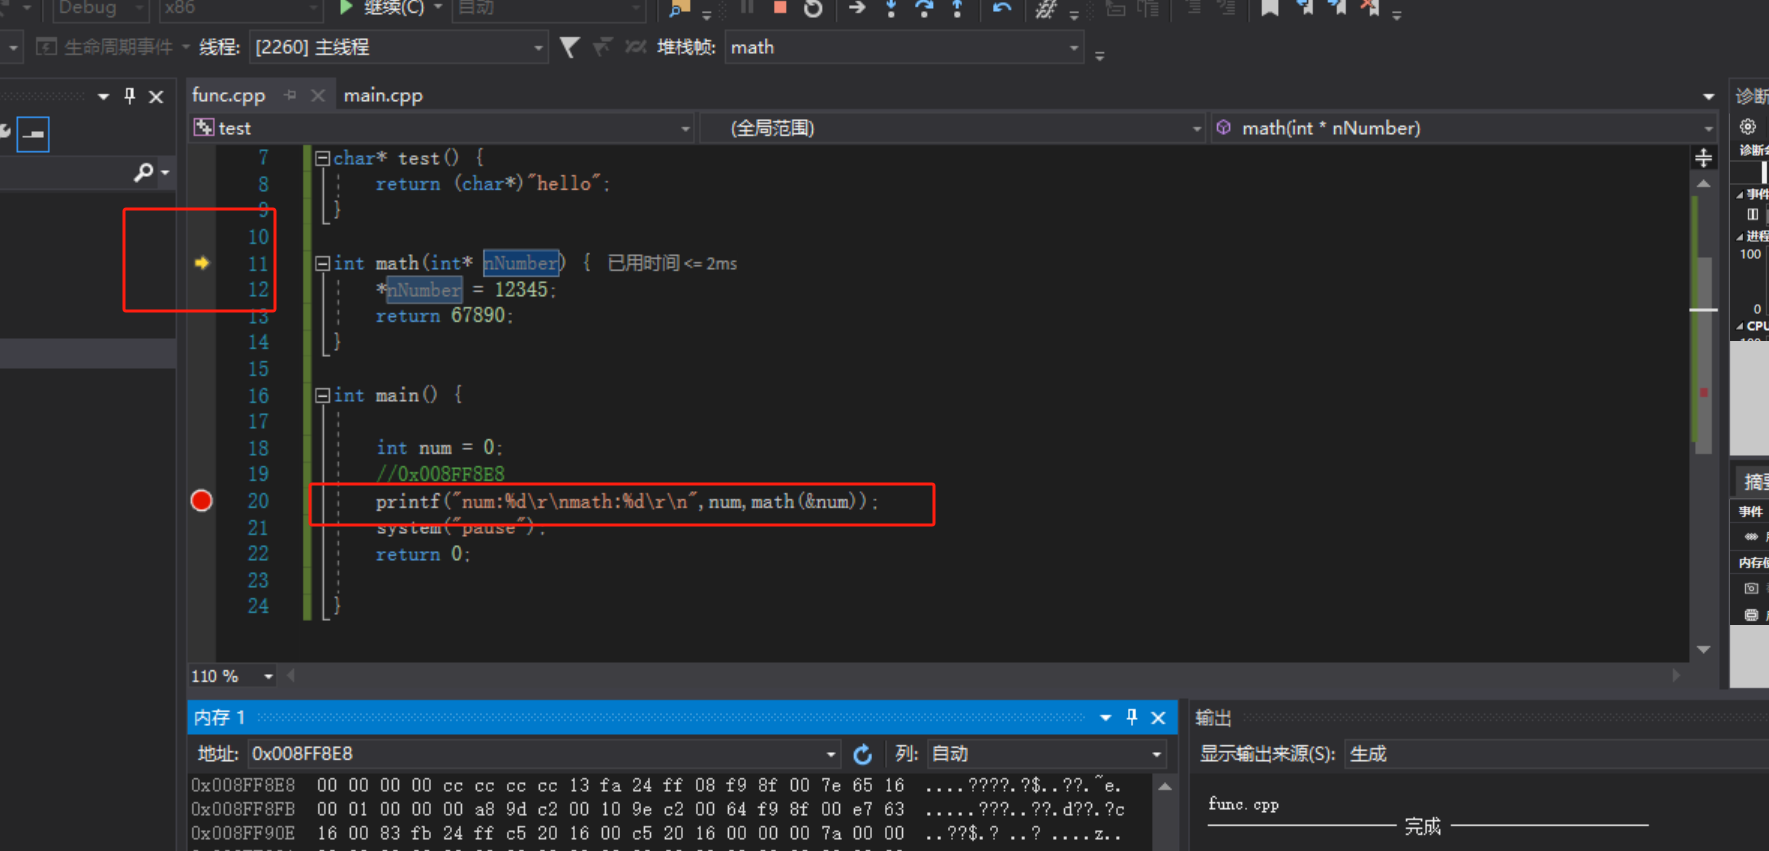 Debug x86 继续(C) 自动
生命周期事件 线程: [2260] 主线程 堆栈帧: math
func.cpp main.cpp
诊断
test (全局范围) math(int * nNumber)
诊断会
7 char* test() {
8 return (char*)"hello";
9 }
10
11 int math(int* nNumber) { 已用时间 <= 2ms
12 *nNumber = 12345;
13 return 67890;
14 }
15
16 int main() {
17
18 int num = 0;
19 //0x008FF8E8
20 printf("num:%d\r\nmath:%d\r\n",num,math(&num));
21 system("pause");
22 return 0;
23
24 }
事件
进程
100
0
CPU
摘要
事件
内存使
110 %
内存 1
地址: 0x008FF8E8 列: 自动
0x008FF8E8 00 00 00 00 cc cc cc cc 13 fa 24 ff 08 f9 8f 00 7e 65 16 ....????.?$..??.~e.
0x008FF8FB 00 01 00 00 00 a8 9d c2 00 10 9e c2 00 64 f9 8f 00 e7 63 .....???..??.d??.?c
0x008FF90E 16 00 83 fb 24 ff c5 20 16 00 c5 20 16 00 00 00 7a 00 00 ..??$.? ..? ....z..
输出
显示输出来源(S): 生成
func.cpp
完成